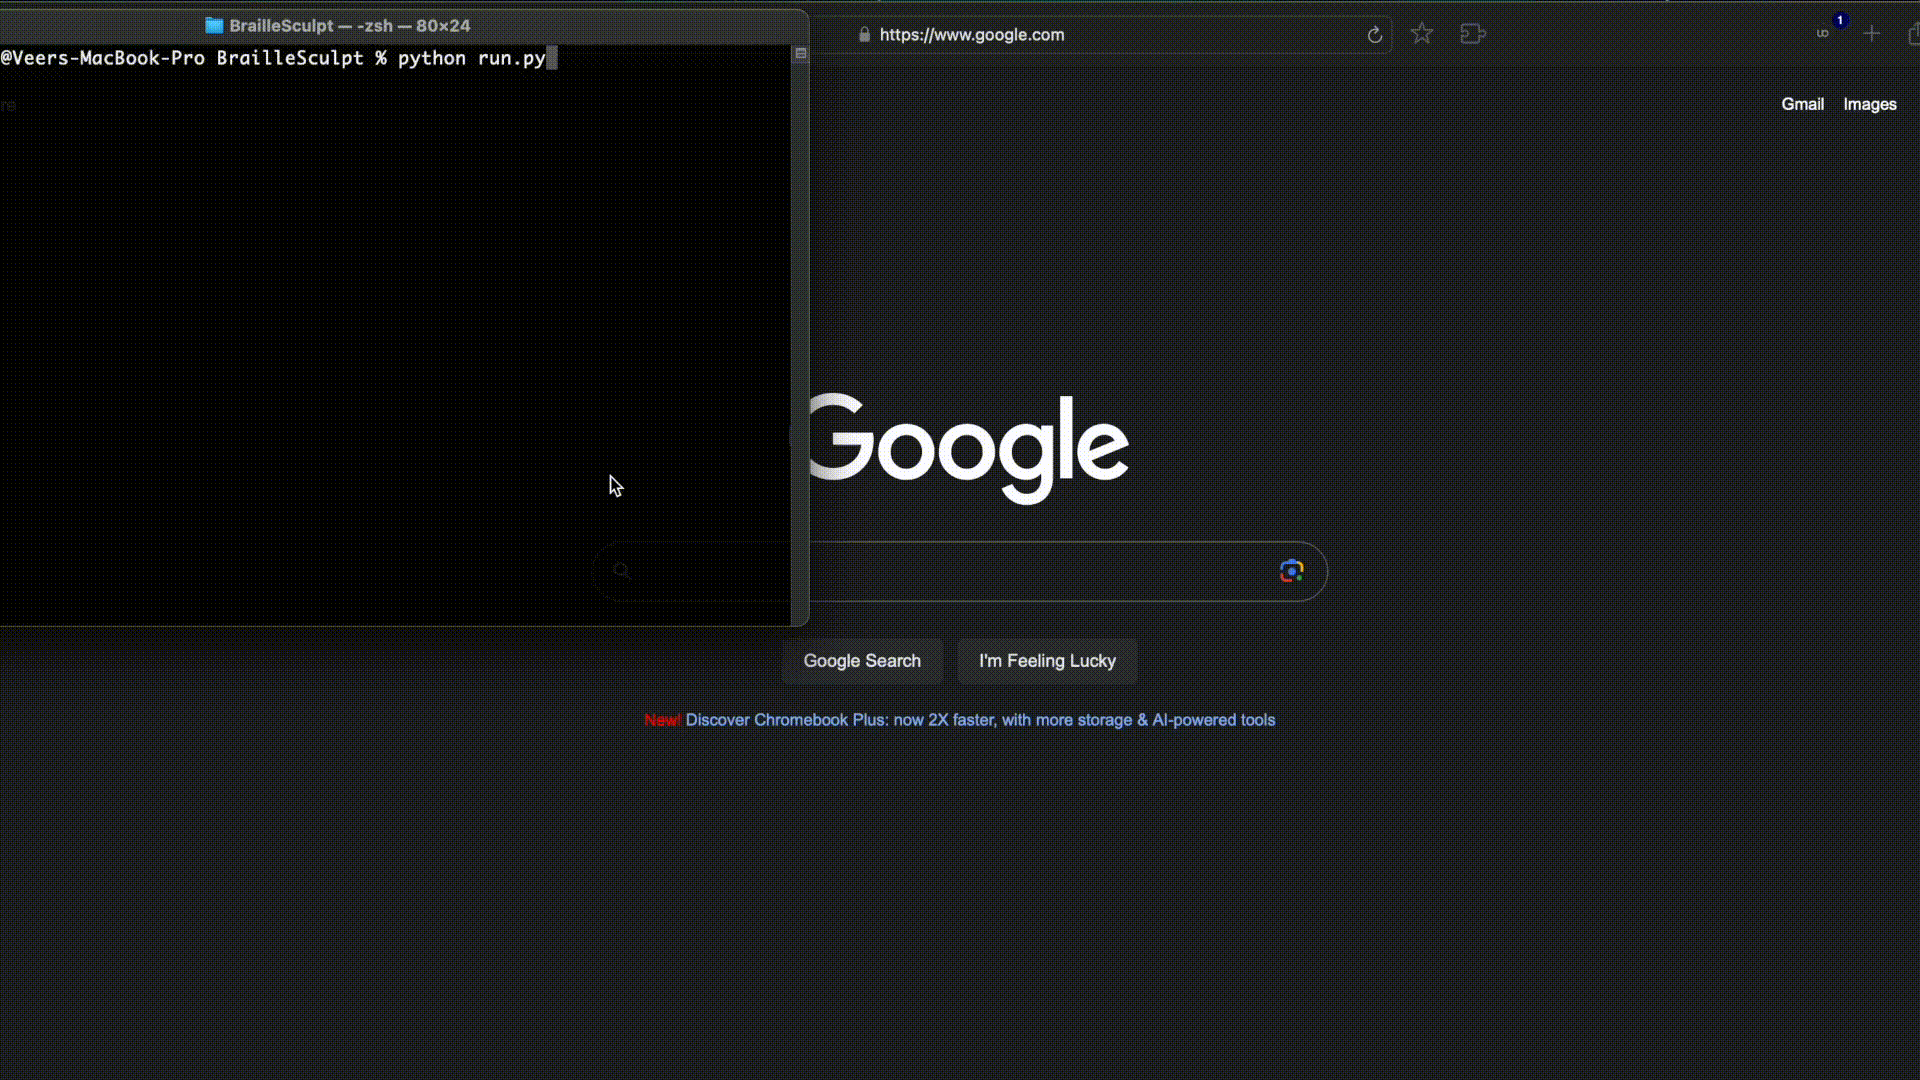 BrailleSculpt — -zsh — 80×24
@Veers-MacBook-Pro BrailleSculpt % python run.py
https://www.google.com
1
Gmail Images
Google
Google Search I'm Feeling Lucky
New! Discover Chromebook Plus: now 2X faster, with more storage & AI-powered tools